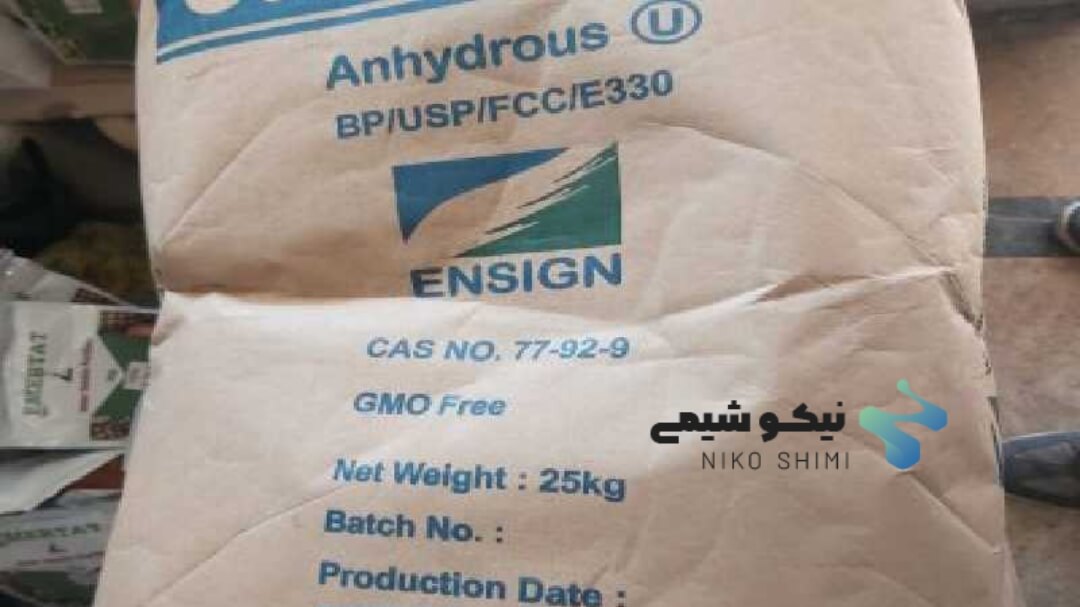 Anhydrous U
BP/USP/FCC/E330
ENSIGN
CAS NO. 77-92-9
GMO Free
نیکو شیمی
NIKO SHIMI
Net Weight : 25kg
Batch No. :
Production Date :